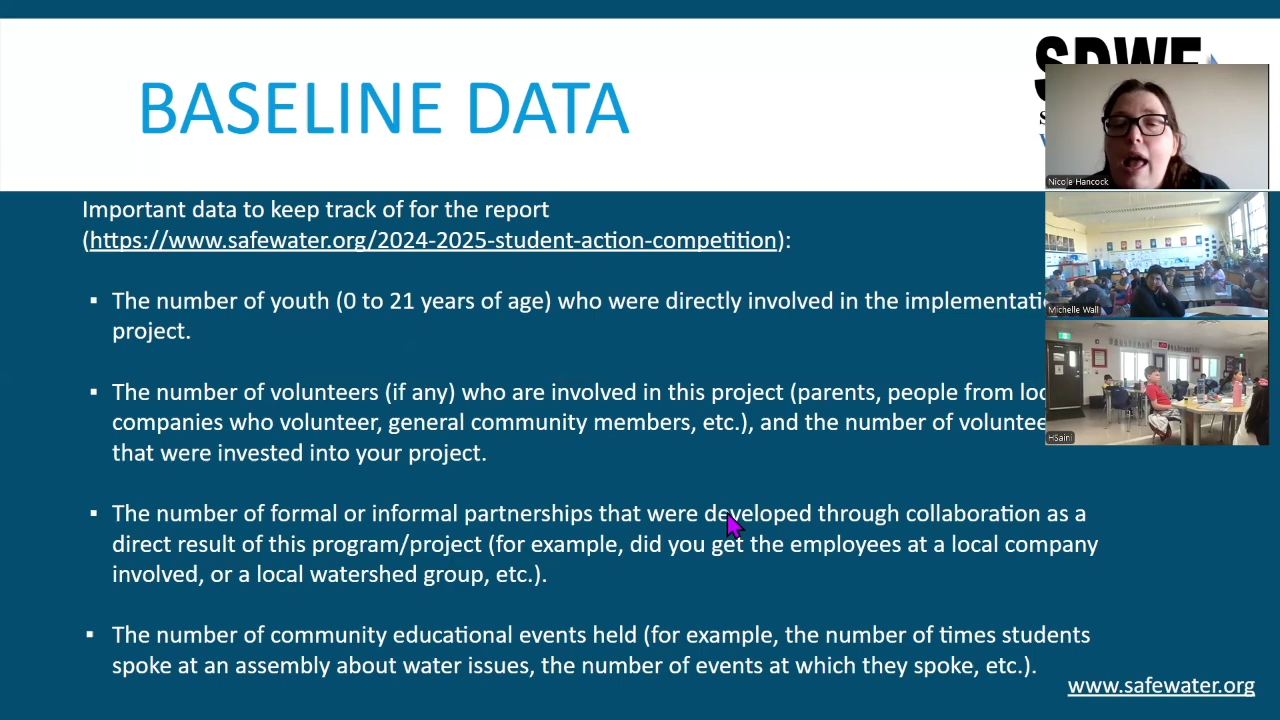 BASELINE DATA
SDWF
Nicole Hancock
Michelle Wall
HSaini
Important data to keep track of for the report
(https://www.safewater.org/2024-2025-student-action-competition):
▪ The number of youth (0 to 21 years of age) who were directly involved in the
project.
▪ The number of volunteers (if any) who are involved in this project (parents, people from
companies who volunteer, general community members, etc.), and the number of
that were invested into your project.
▪ The number of formal or informal partnerships that were developed through collaboration as a
direct result of this program/project (for example, did you get the employees at a local company
involved, or a local watershed group, etc.).
▪ The number of community educational events held (for example, the number of times students
spoke at an assembly about water issues, the number of events at which they spoke, etc.).
www.safewater.org